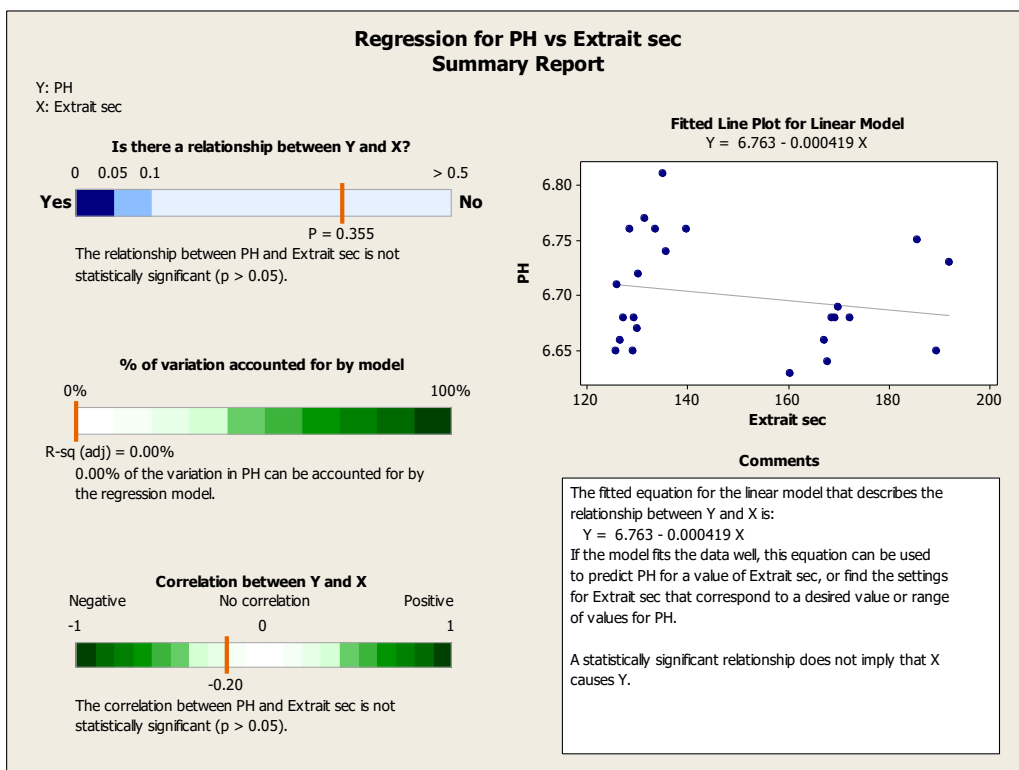 Regression for PH vs Extrait sec
Summary Report
Y: PH
X: Extrait sec
Is there a relationship between Y and X?
0 0.05 0.1 > 0.5
Yes No
P = 0.355
The relationship between PH and Extrait sec is not
statistically significant (p > 0.05).
% of variation accounted for by model
0% 100%
R-sq (adj) = 0.00%
0.00% of the variation in PH can be accounted for by
the regression model.
Correlation between Y and X
Negative No correlation Positive
-1 0 1
-0.20
The correlation between PH and Extrait sec is not
statistically significant (p > 0.05).
Fitted Line Plot for Linear Model
Y = 6.763 - 0.000419 X
6.80
6.75
6.70
6.65
PH
120 140 160 180 200
Extrait sec
Comments
The fitted equation for the linear model that describes the
relationship between Y and X is:
Y = 6.763 - 0.000419 X
If the model fits the data well, this equation can be used
to predict PH for a value of Extrait sec, or find the settings
for Extrait sec that correspond to a desired value or range
of values for PH.
A statistically significant relationship does not imply that X
causes Y.